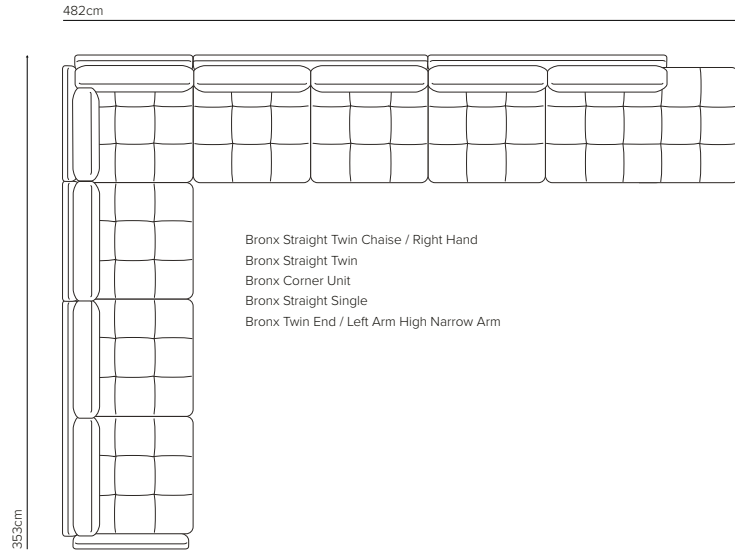 482cm
Bronx Straight Twin Chaise / Right Hand
Bronx Straight Twin
Bronx Corner Unit
Bronx Straight Single
Bronx Twin End / Left Arm High Narrow Arm
353cm